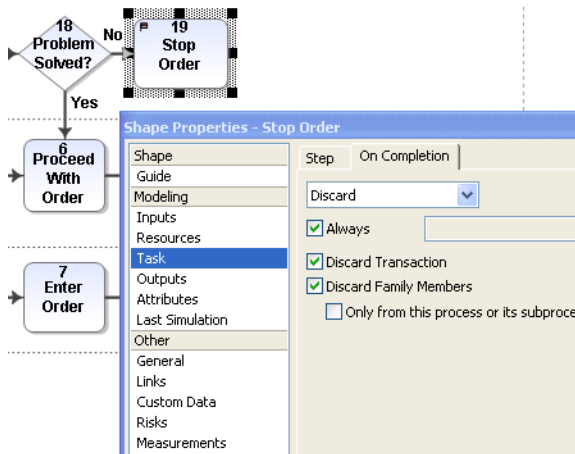 18
Problem
Solved?
No
19
Stop
Order
Yes
6
Proceed
With
Order
7
Enter
Order
Shape Properties - Stop Order
Shape
Guide
Modeling
Inputs
Resources
Task
Outputs
Attributes
Last Simulation
Other
General
Links
Custom Data
Risks
Measurements
Step
On Completion
Discard
Always
Discard Transaction
Discard Family Members
Only from this process or its subproce